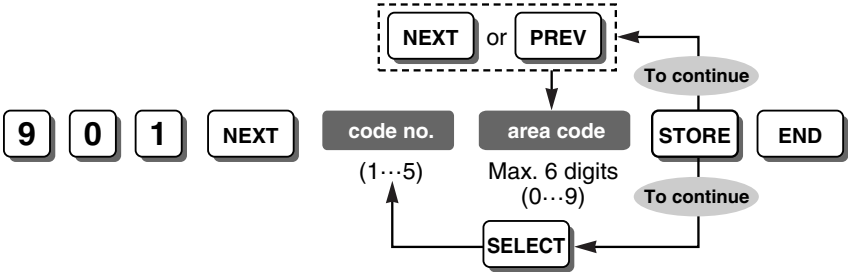 NEXT or PREV
To continue
9 0 1 NEXT code no. area code STORE END
(1···5) Max. 6 digits
(0···9)
To continue
SELECT